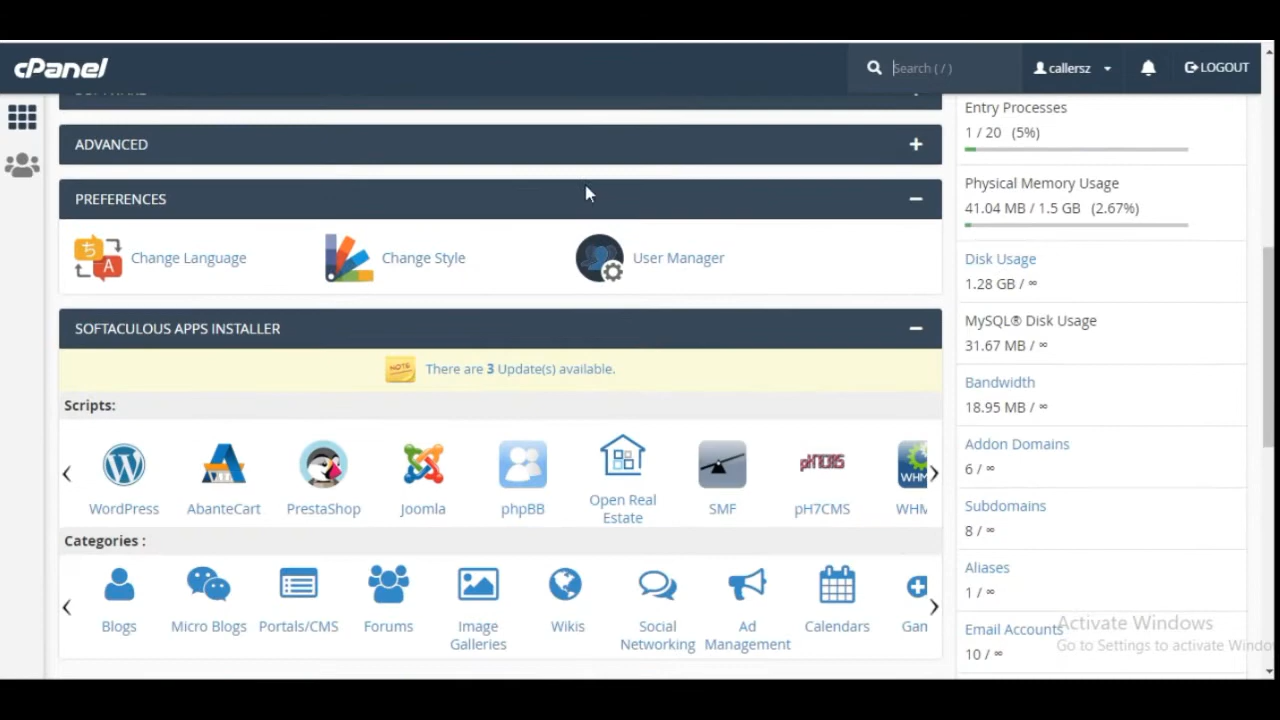 cPanel
Search ( / )
callersz
LOGOUT
SOFTWARE
ADVANCED
PREFERENCES
Change Language
Change Style
User Manager
SOFTACULOUS APPS INSTALLER
NOTE
There are 3 Update(s) available.
Scripts:
WordPress
AbanteCart
PrestaShop
Joomla
phpBB
Open Real
Estate
SMF
pH7CMS
WHM
Categories :
Blogs
Micro Blogs
Portals/CMS
Forums
Image
Galleries
Wikis
Social
Networking
Ad
Management
Calendars
Gan
Entry Processes
1 / 20 (5%)
Physical Memory Usage
41.04 MB / 1.5 GB (2.67%)
Disk Usage
1.28 GB / ∞
MySQL® Disk Usage
31.67 MB / ∞
Bandwidth
18.95 MB / ∞
Addon Domains
6 / ∞
Subdomains
8 / ∞
Aliases
1 / ∞
Email Accounts
10 / ∞
Activate Windows
Go to Settings to activate Windo